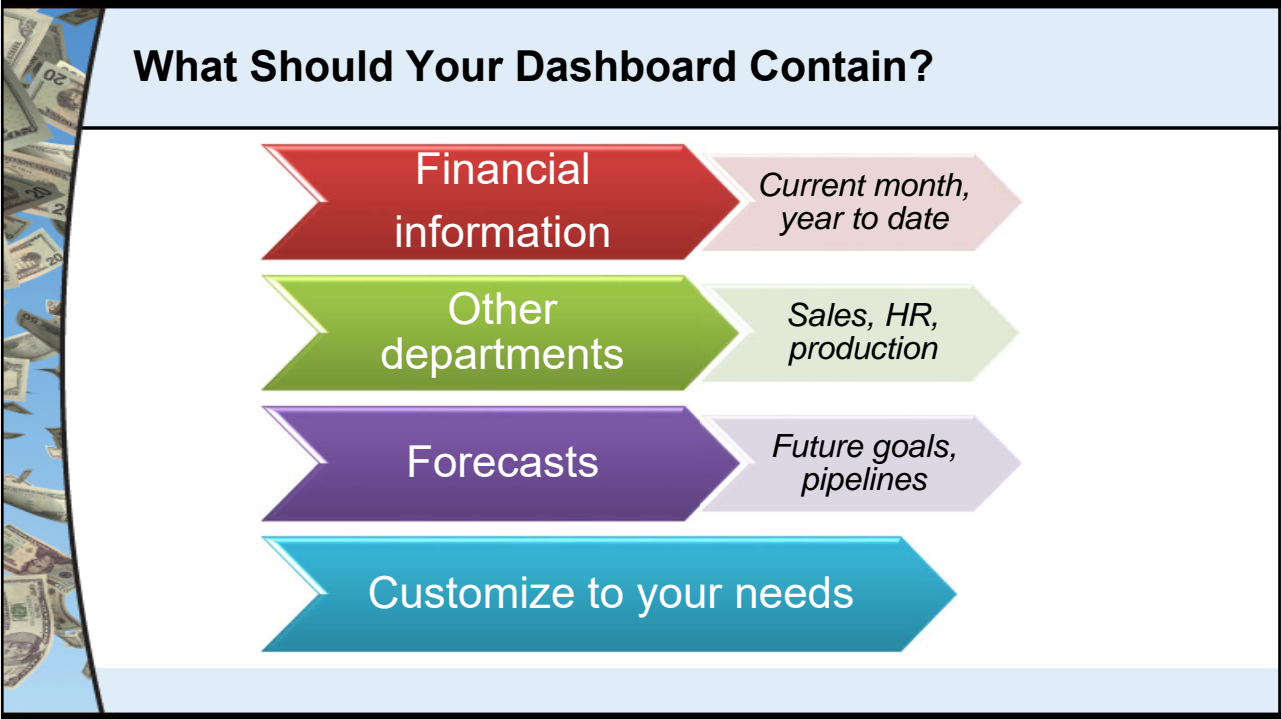 What Should Your Dashboard Contain?
Financial
information
Current month,
year to date
Other
departments
Sales, HR,
production
Forecasts
Future goals,
pipelines
Customize to your needs